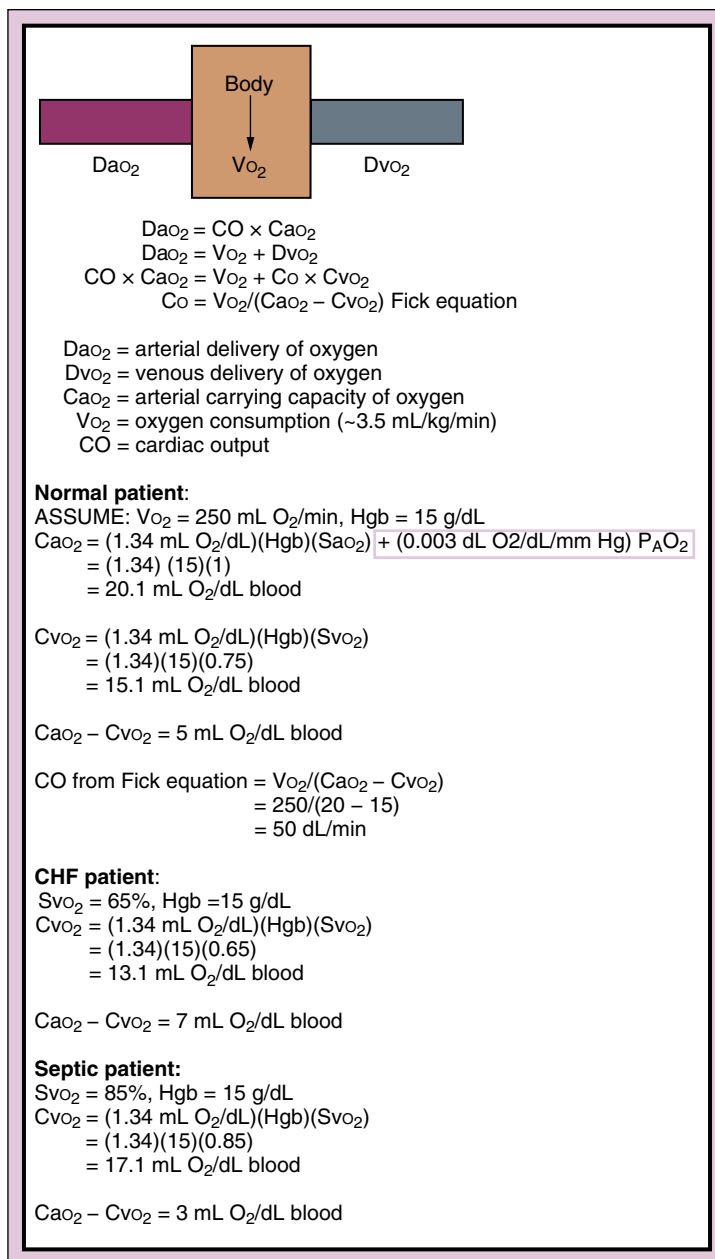 Body
Dao₂ Vo₂ Dvo₂
Dao₂ = CO × Cao₂
Dao₂ = Vo₂ + Dvo₂
CO × Cao₂ = Vo₂ + Co × Cvo₂
Co = Vo₂/(Cao₂ – Cvo₂) Fick equation
Dao₂ = arterial delivery of oxygen
Dvo₂ = venous delivery of oxygen
Cao₂ = arterial carrying capacity of oxygen
Vo₂ = oxygen consumption (~3.5 mL/kg/min)
CO = cardiac output
Normal patient:
ASSUME: Vo₂ = 250 mL O₂/min, Hgb = 15 g/dL
Cao₂ = (1.34 mL O₂/dL)(Hgb)(Sao₂) + (0.003 dL O2/dL/mm Hg) PAO₂
= (1.34) (15)(1)
= 20.1 mL O₂/dL blood
Cvo₂ = (1.34 mL O₂/dL)(Hgb)(Svo₂)
= (1.34)(15)(0.75)
= 15.1 mL O₂/dL blood
Cao₂ – Cvo₂ = 5 mL O₂/dL blood
CO from Fick equation = Vo₂/(Cao₂ – Cvo₂)
= 250/(20 – 15)
= 50 dL/min
CHF patient:
Svo₂ = 65%, Hgb =15 g/dL
Cvo₂ = (1.34 mL O₂/dL)(Hgb)(Svo₂)
= (1.34)(15)(0.65)
= 13.1 mL O₂/dL blood
Cao₂ – Cvo₂ = 7 mL O₂/dL blood
Septic patient:
Svo₂ = 85%, Hgb = 15 g/dL
Cvo₂ = (1.34 mL O₂/dL)(Hgb)(Svo₂)
= (1.34)(15)(0.85)
= 17.1 mL O₂/dL blood
Cao₂ – Cvo₂ = 3 mL O₂/dL blood